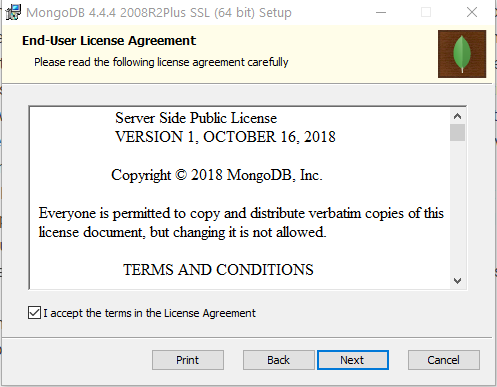 MongoDB 4.4.4 2008R2Plus SSL (64 bit) Setup
End-User License Agreement
Please read the following license agreement carefully
Server Side Public License
VERSION 1, OCTOBER 16, 2018
Copyright © 2018 MongoDB, Inc.
Everyone is permitted to copy and distribute verbatim copies of this
license document, but changing it is not allowed.
TERMS AND CONDITIONS
I accept the terms in the License Agreement
Print
Back
Next
Cancel